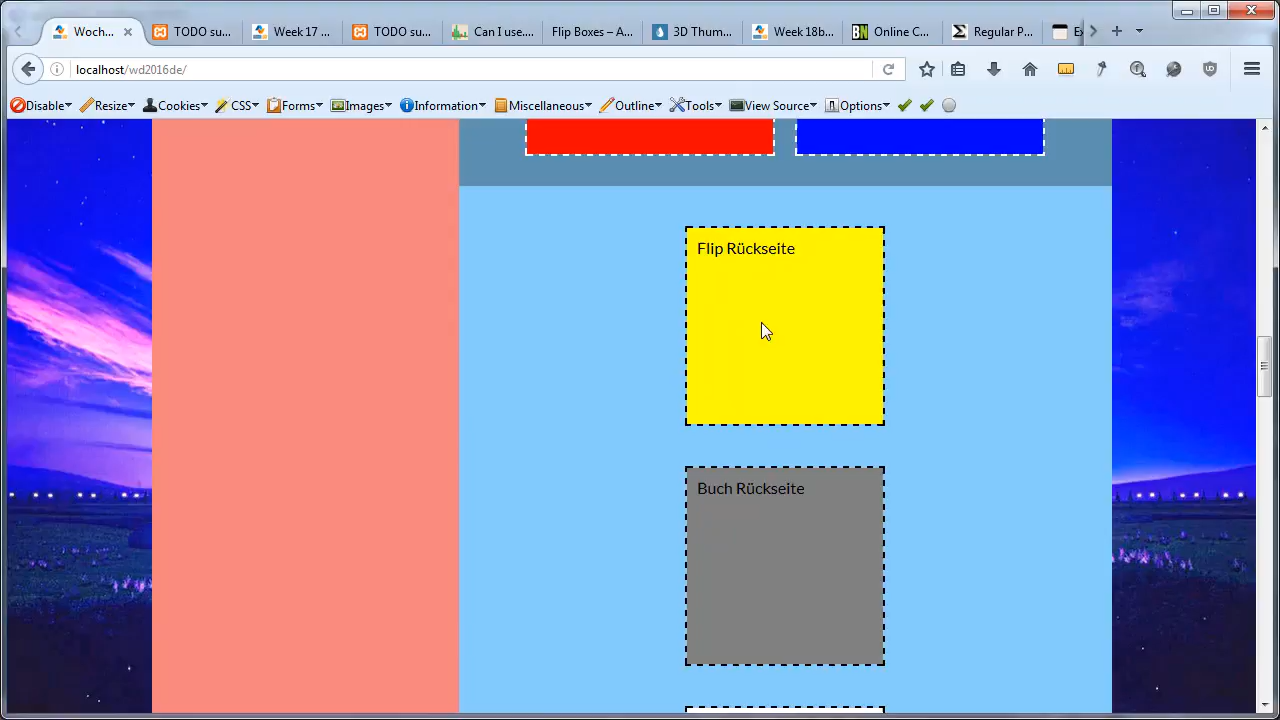 Woch...
TODO su...
Week 17 ...
TODO su...
Can I use....
Flip Boxes – A...
3D Thum...
Week 18b...
Online C...
Regular P...
Ex
localhost/wd2016de/
Disable
Resize
Cookies
CSS
Forms
Images
Information
Miscellaneous
Outline
Tools
View Source
Options
Flip Rückseite
Buch Rückseite